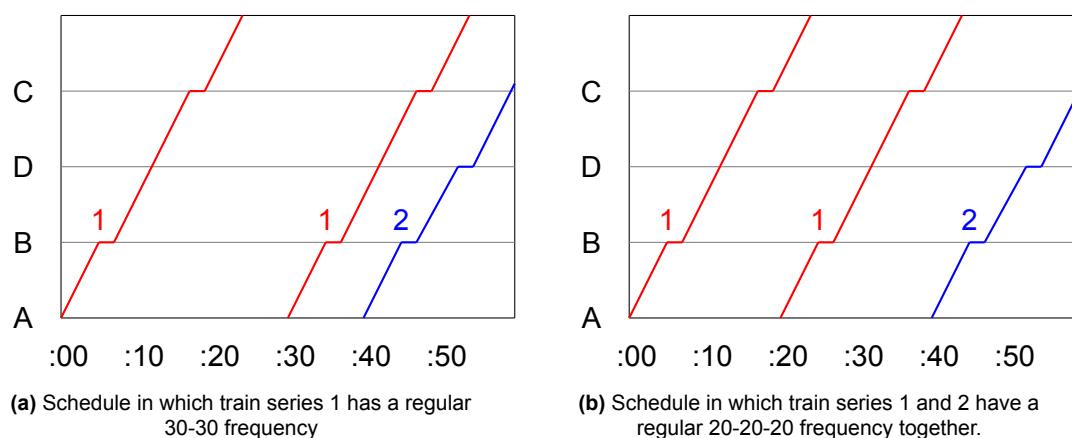 C
D
B
A
1
1
2
:00 :10 :20 :30 :40 :50
(a) Schedule in which train series 1 has a regular
30-30 frequency
C
D
B
A
1
1
2
:00 :10 :20 :30 :40 :50
(b) Schedule in which train series 1 and 2 have a
regular 20-20-20 frequency together.